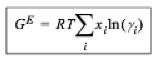 G^E = RT∑_i x_i ln(γ_i)